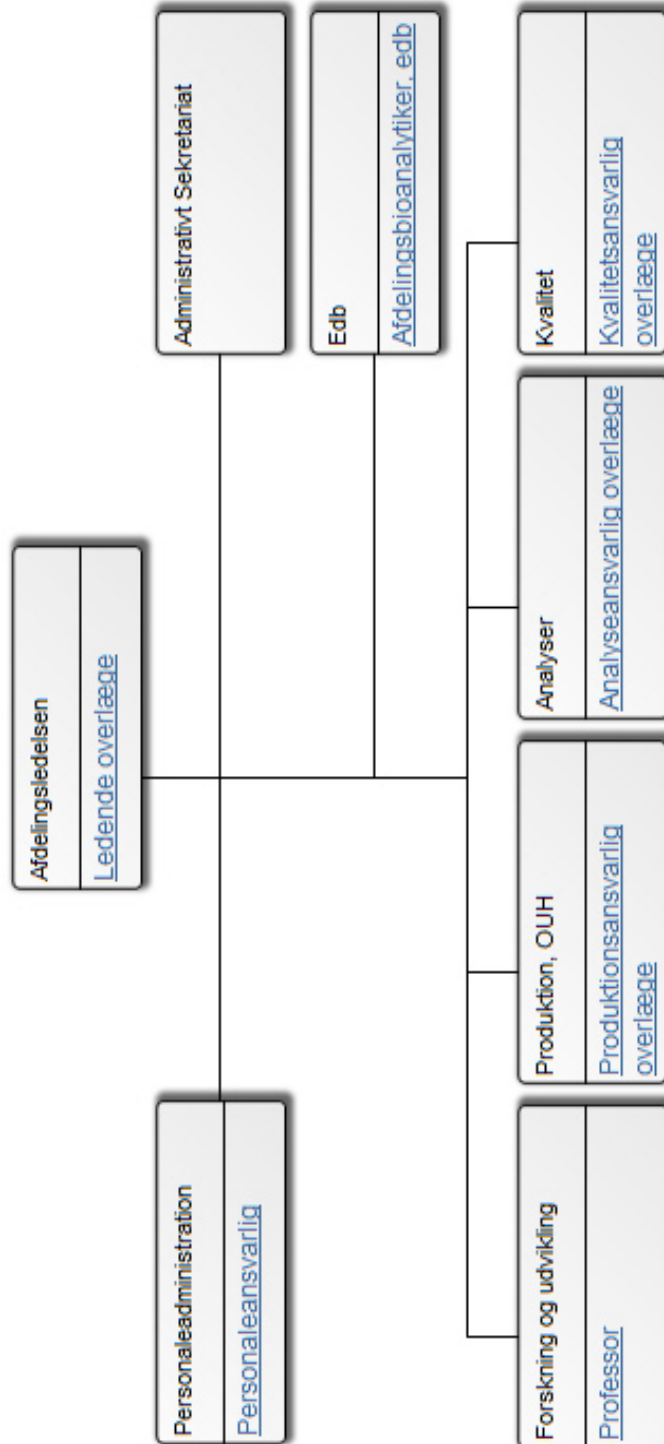 Afdelingsledelsen
Ledende overlæge
Personaleadministration
Personaleansvarlig
Administrativt Sekretariat
Edb
Afdelingsbioanalytiker, edb
Forskning og udvikling
Professor
Produktion, OUH
Produktionsansvarlig
overlæge
Analyser
Analyseansvarlig overlæge
Kvalitet
Kvalitetsansvarlig
overlæge